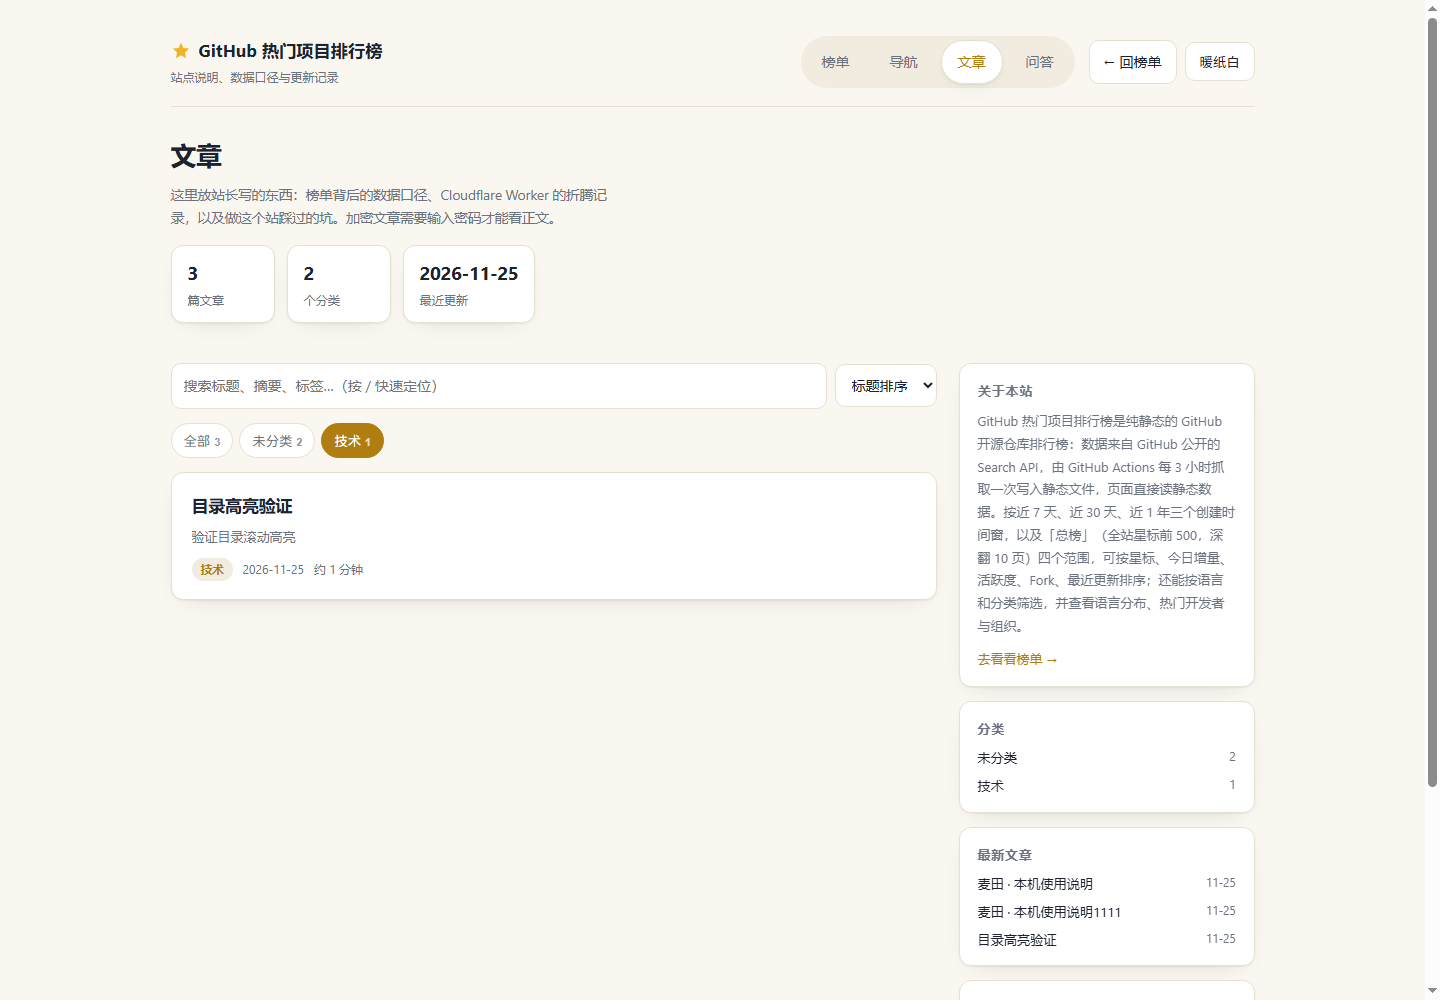 GitHub 热门项目排行榜
站点说明、数据口径与更新记录
榜单
导航
文章
问答
← 回榜单
暖纸白
文章
这里放站长写的东西：榜单背后的数据口径、Cloudflare Worker 的折腾记
录，以及做这个站踩过的坑。加密文章需要输入密码才能看正文。
3
篇文章
2
个分类
2026-11-25
最近更新
搜索标题、摘要、标签...（按 / 快速定位）
标题排序
全部 3
未分类 2
技术 1
目录高亮验证
验证目录滚动高亮
技术 2026-11-25 约 1 分钟
关于本站
GitHub 热门项目排行榜是纯静态的 GitHub
开源仓库排行榜：数据来自 GitHub 公开的
Search API，由 GitHub Actions 每 3 小时抓
取一次写入静态文件，页面直接读静态数
据。按近 7 天、近 30 天、近 1 年三个创建时
间窗，以及「总榜」（全站星标前 500，深
翻 10 页）四个范围，可按星标、今日增量、
活跃度、Fork、最近更新排序；还能按语言
和分类筛选，并查看语言分布、热门开发者
与组织。
去看看榜单 →
分类
未分类 2
技术 1
最新文章
麦田 · 本机使用说明 11-25
麦田 · 本机使用说明1111 11-25
目录高亮验证 11-25